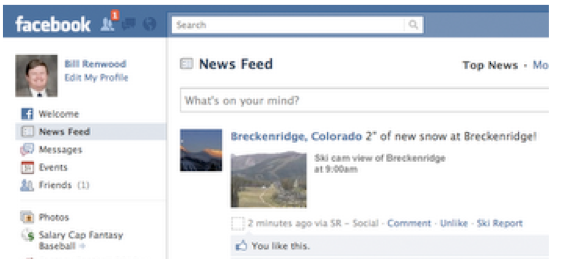 facebook 1 Search
Bill Renwood
Edit My Profile
Welcome
News Feed
Messages
Events
Friends (1)
Photos
Salary Cap Fantasy
Baseball
News Feed Top News · Mo
What's on your mind?
Breckenridge, Colorado 2" of new snow at Breckenridge!
Ski cam view of Breckenridge
at 9:00am
2 minutes ago via SR – Social · Comment · Unlike · Ski Report
You like this.